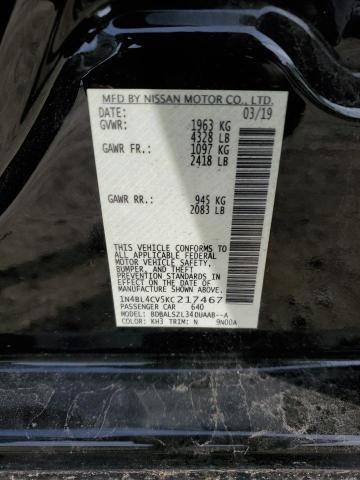 MFD BY NISSAN MOTOR CO., LTD.
DATE: 03/19
GVWR: 1963 KG
4328 LB
GAWR FR.: 1097 KG
2418 LB
GAWR RR.: 945 KG
2083 LB
THIS VEHICLE CONFORMS TO
ALL APPLICABLE FEDERAL
MOTOR VEHICLE SAFETY,
BUMPER, AND THEFT
PREVENTION STANDARDS IN
EFFECT ON THE DATE OF
MANUFACTURE SHOWN ABOVE.
1N4BL4CV5KC217467
PASSENGER CAR 640
MODEL: BDBALSZL34DUAAB--A
COLOR: KH3 TRIM: N 9N00A